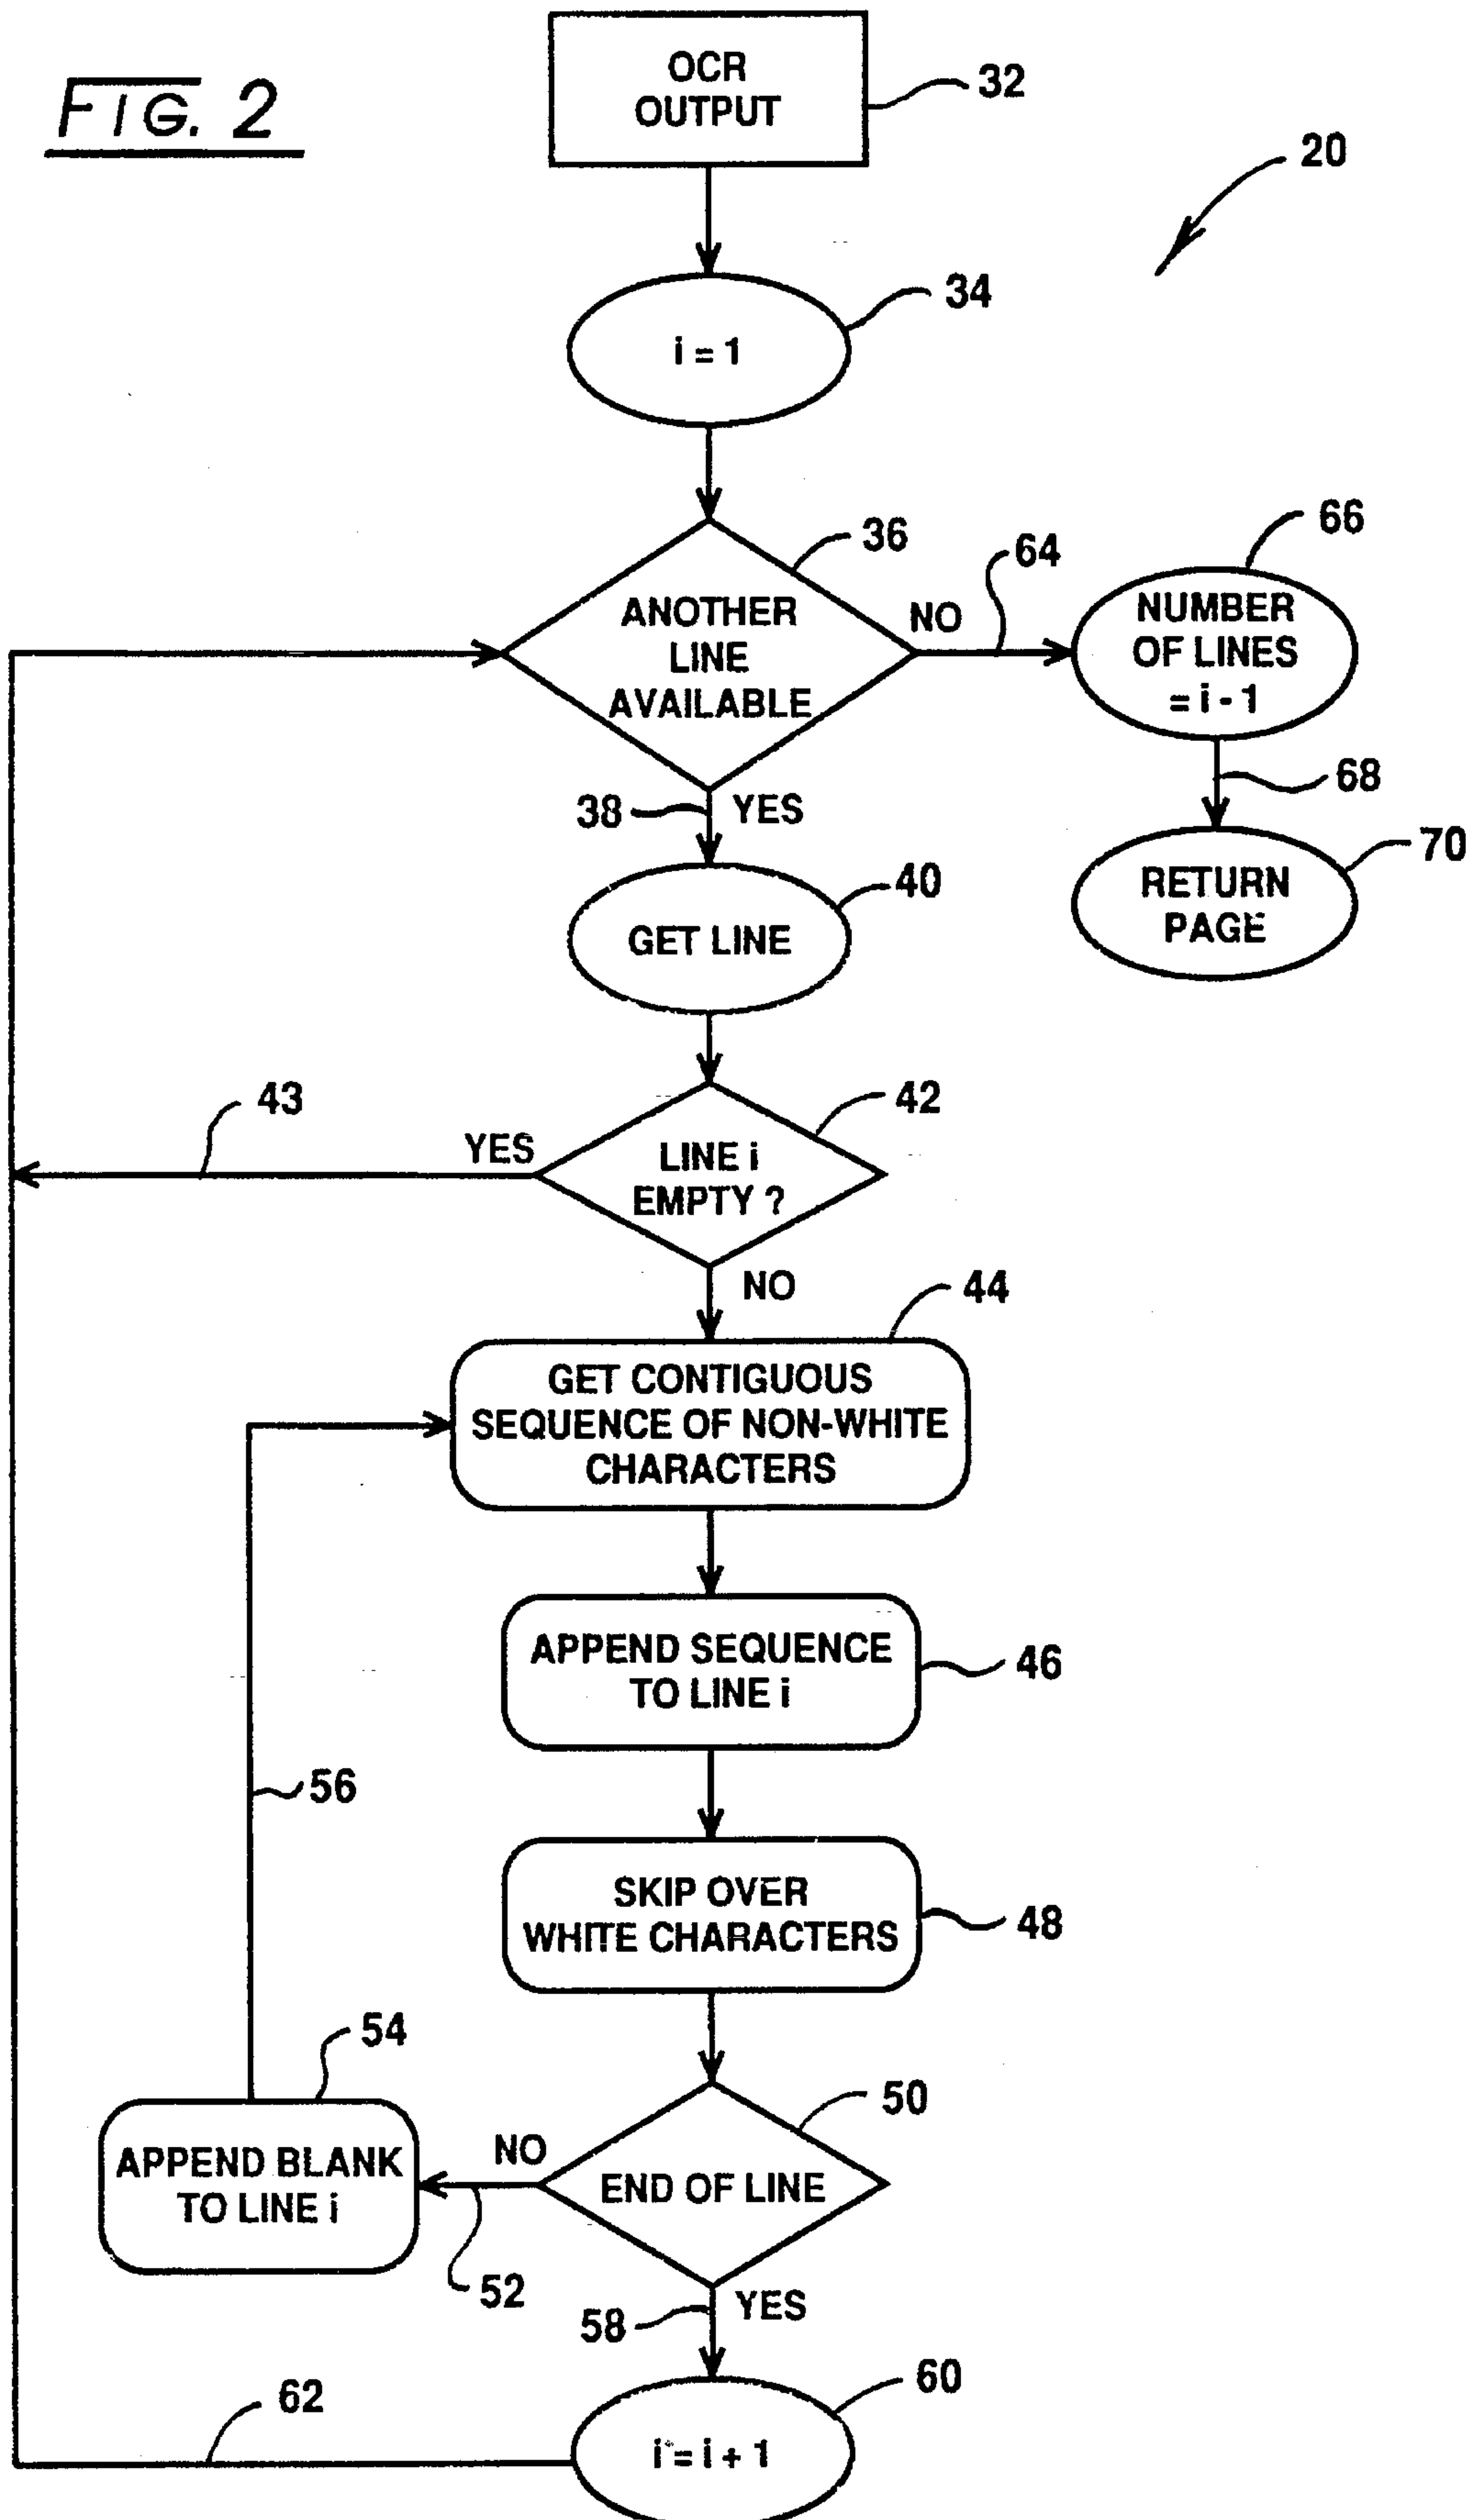 FIG. 2
OCR
OUTPUT
32
20
34
i = 1
36
64
66
ANOTHER
LINE
AVAILABLE
NO
NUMBER
OF LINES
= i - 1
68
38
YES
40
GET LINE
70
RETURN
PAGE
43
42
YES
LINE i
EMPTY ?
NO
44
GET CONTIGUOUS
SEQUENCE OF NON-WHITE
CHARACTERS
APPEND SEQUENCE
TO LINE i
46
56
SKIP OVER
WHITE CHARACTERS
48
54
50
APPEND BLANK
TO LINE i
NO
END OF LINE
52
58
YES
60
62
i = i + 1